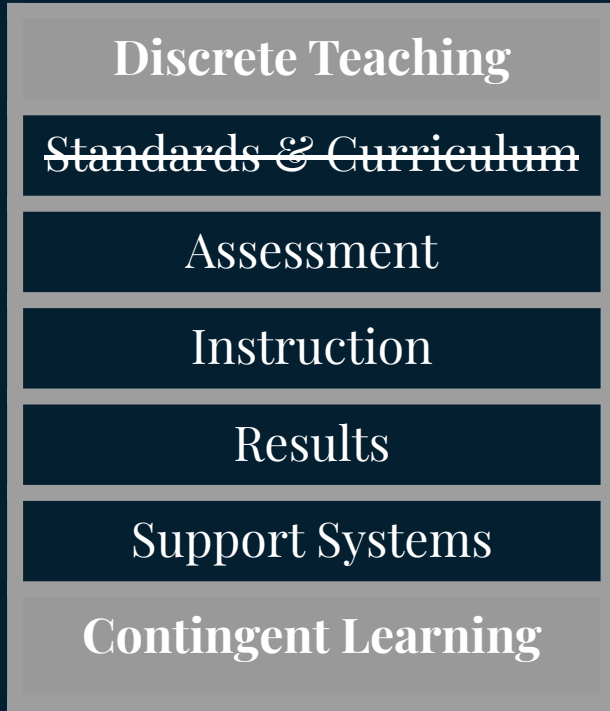 Discrete Teaching
Standards & Curriculum
Assessment
Instruction
Results
Support Systems
Contingent Learning